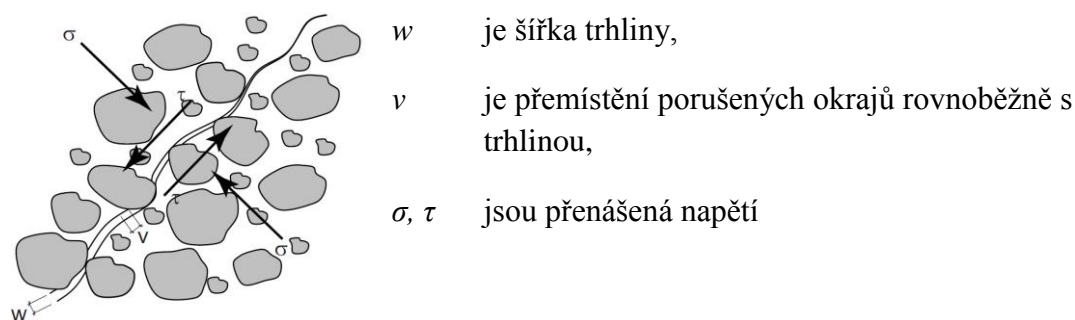 σ
τ
τ
v
σ
w
w je šířka trhliny,
v je přemístění porušených okrajů rovnoběžně s
trhlinou,
σ, τ jsou přenášená napětí